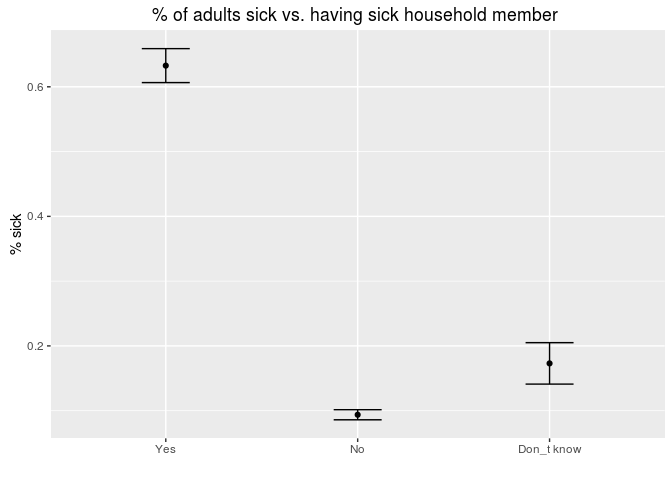 % of adults sick vs. having sick household member
% sick
0.6
0.4
0.2
Yes No Don_t know